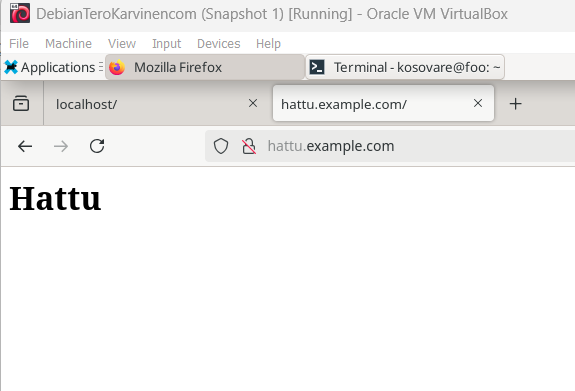 DebianTeroKarvinencom (Snapshot 1) [Running] - Oracle VM VirtualBox
File Machine View Input Devices Help
Applications Mozilla Firefox Terminal - kosovare@foo: ~
localhost/ hattu.example.com/
hattu.example.com
Hattu